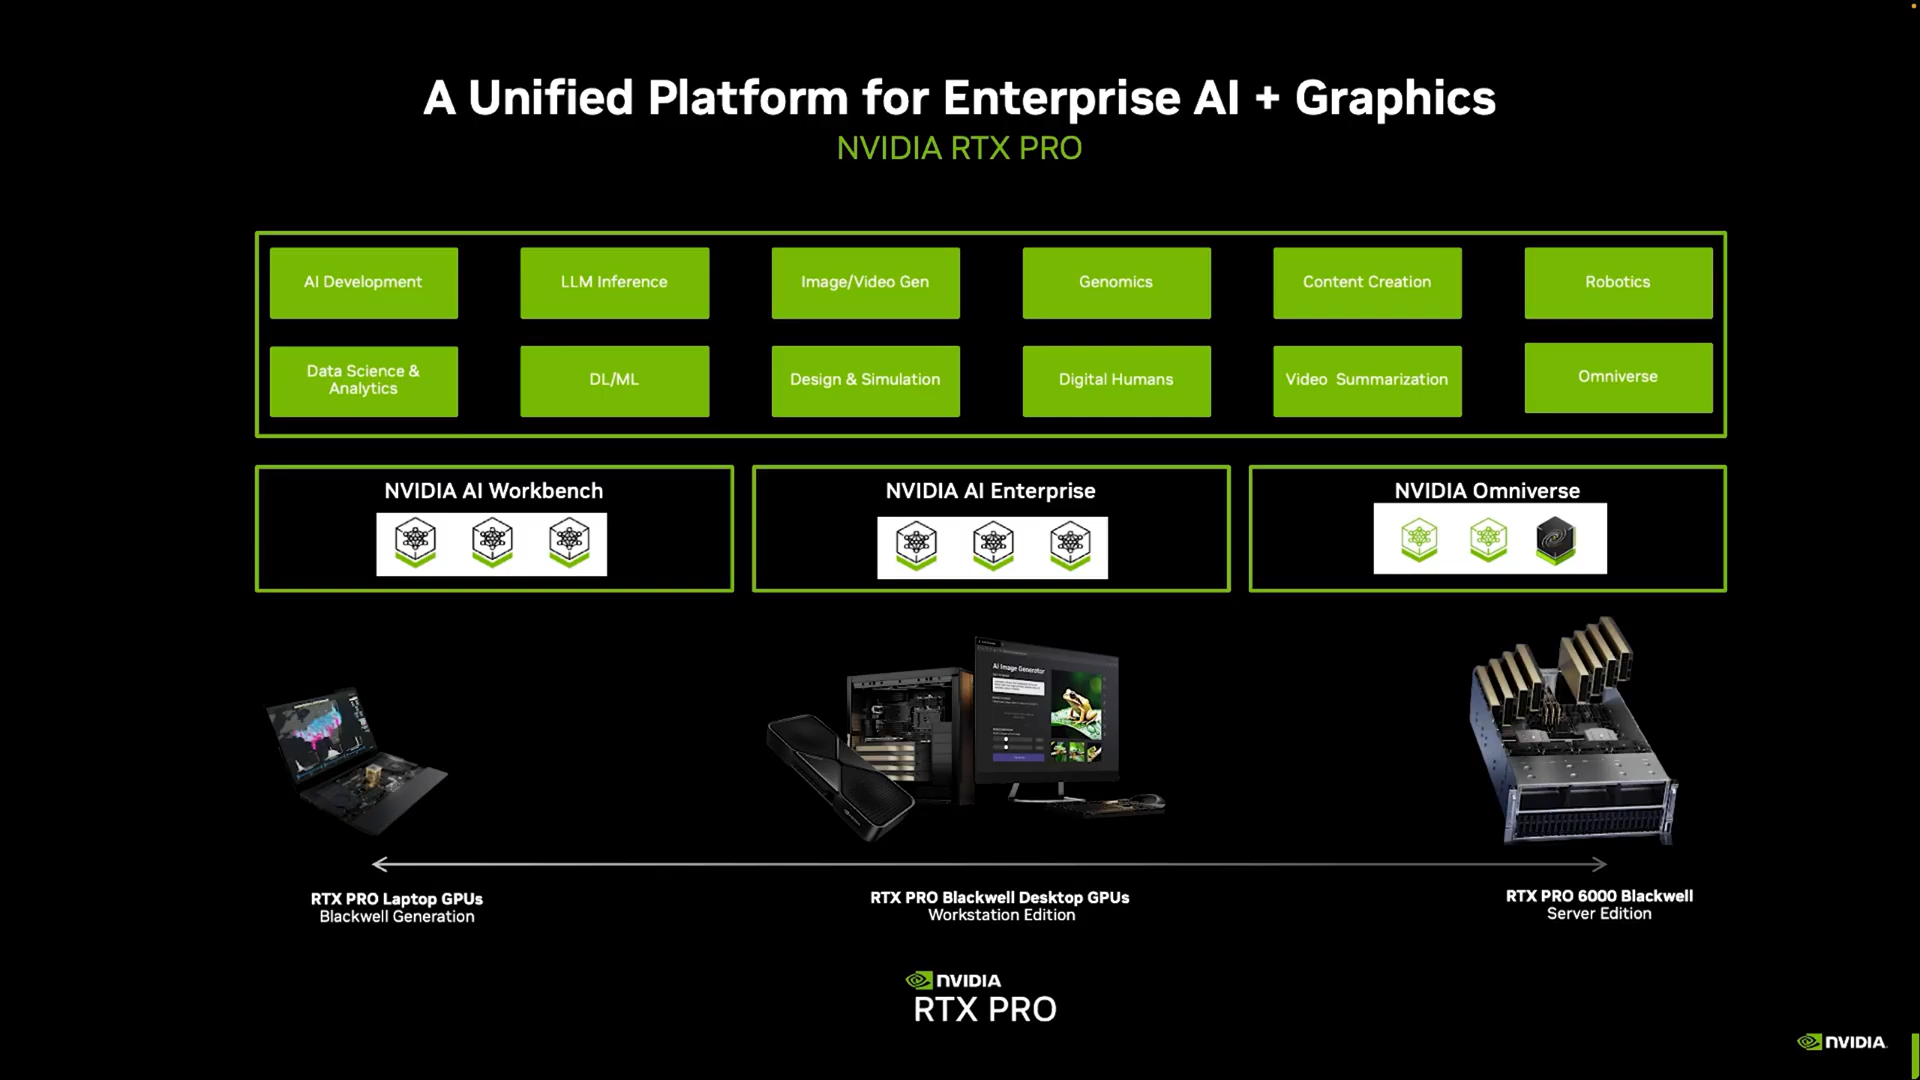 A Unified Platform for Enterprise AI + Graphics
NVIDIA RTX PRO
AI Development
LLM Inference
Image/Video Gen
Genomics
Content Creation
Robotics
Data Science &
Analytics
DL/ML
Design & Simulation
Digital Humans
Video Summarization
Omniverse
NVIDIA AI Workbench
NVIDIA AI Enterprise
NVIDIA Omniverse
AI Image Generator
RTX PRO Laptop GPUs
Blackwell Generation
RTX PRO Blackwell Desktop GPUs
Workstation Edition
RTX PRO 6000 Blackwell
Server Edition
NVIDIA
RTX PRO
NVIDIA